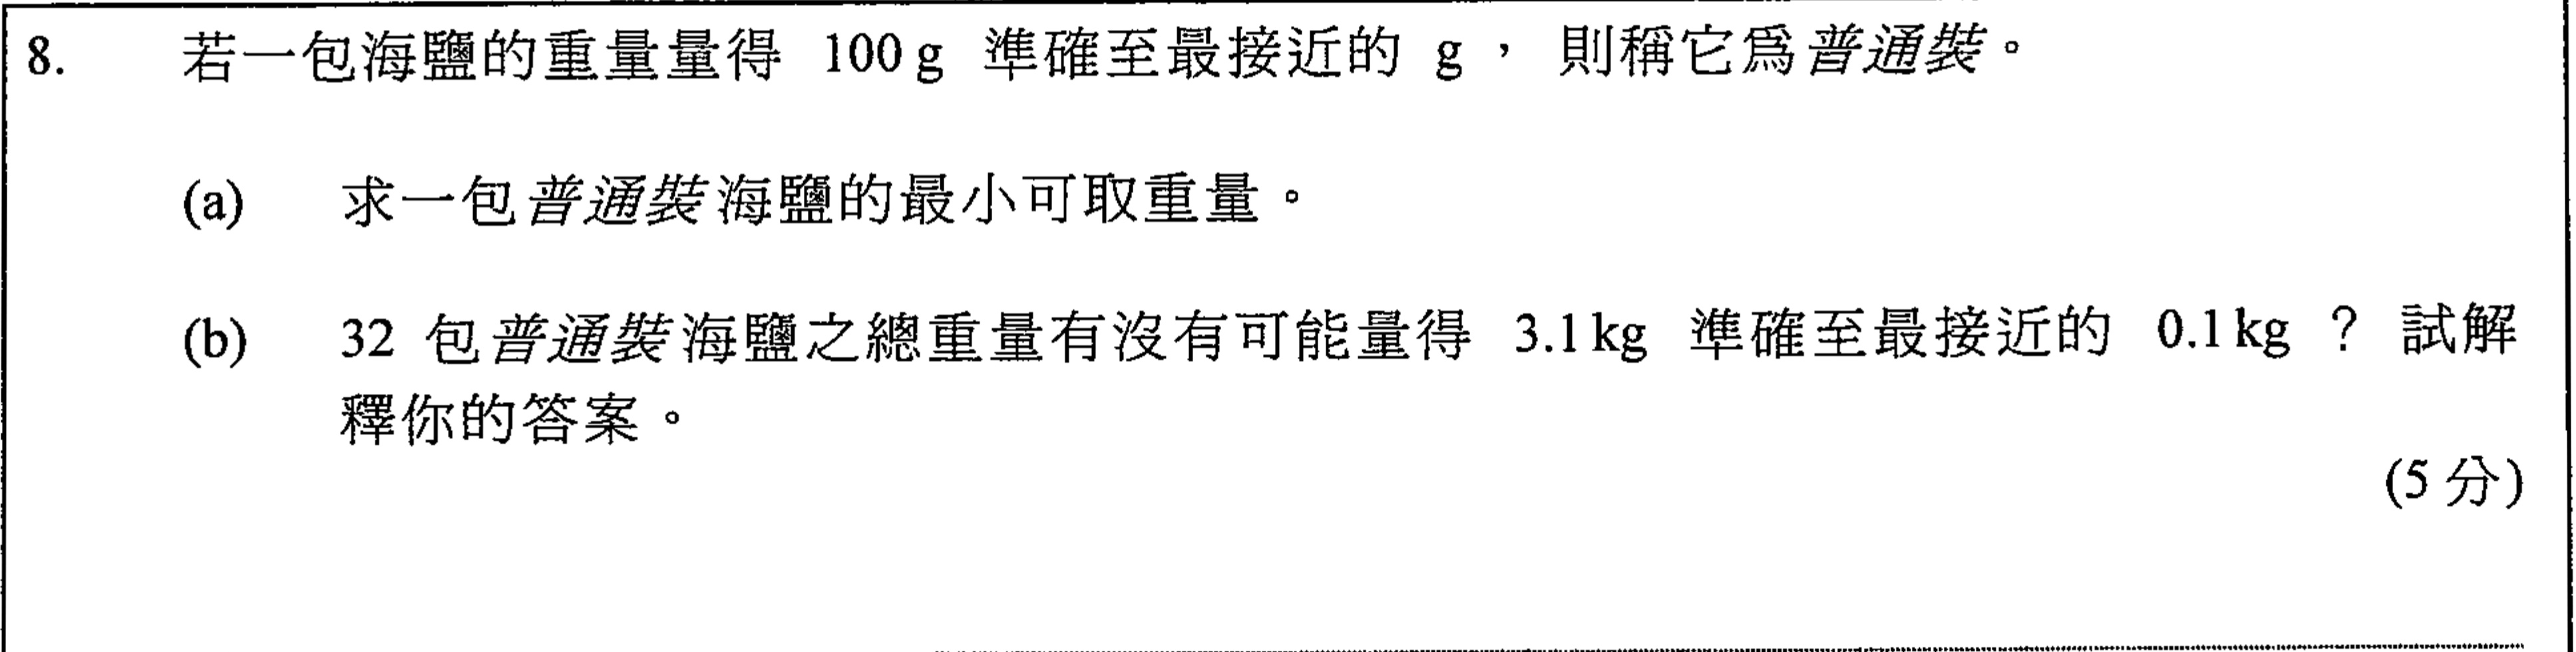 8. 若一包海鹽的重量量得 100 g 準確至最接近的 g ， 則稱它爲普通裝。
(a) 求一包普通裝海鹽的最小可取重量。
(b) 32 包普通裝海鹽之總重量有沒有可能量得 3.1 kg 準確至最接近的 0.1 kg ？ 試解
釋你的答案。
(5 分)